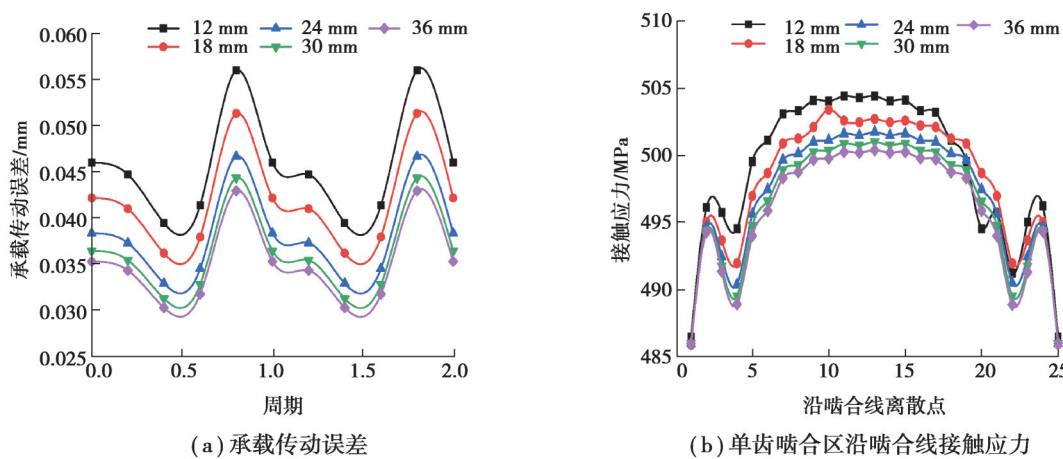 12 mm 24 mm 36 mm
18 mm 30 mm
0.060
0.055
0.050
0.045
0.040
0.035
0.030
0.025
承载传动误差/mm
0.0 0.5 1.0 1.5 2.0
周期
(a)承载传动误差
12 mm 24 mm 36 mm
18 mm 30 mm
510
505
500
495
490
485
接触应力/MPa
0 5 10 15 20 25
沿啮合线离散点
(b)单齿啮合区沿啮合线接触应力